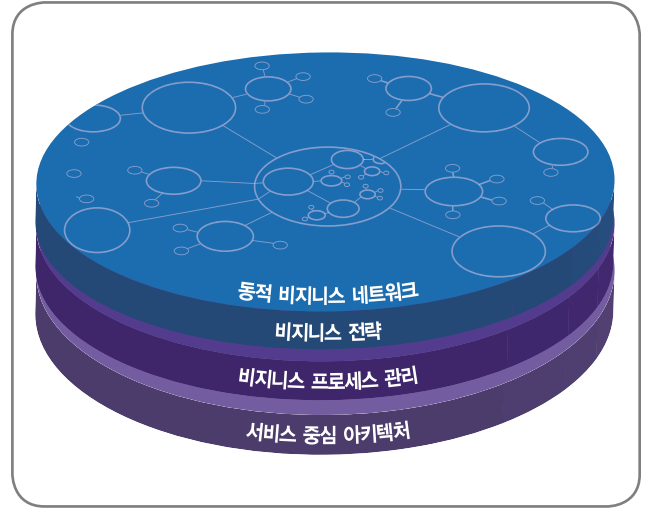 동적 비지니스 네트워크
비지니스 전략
비지니스 프로세스 관리
서비스 중심 아키텍처